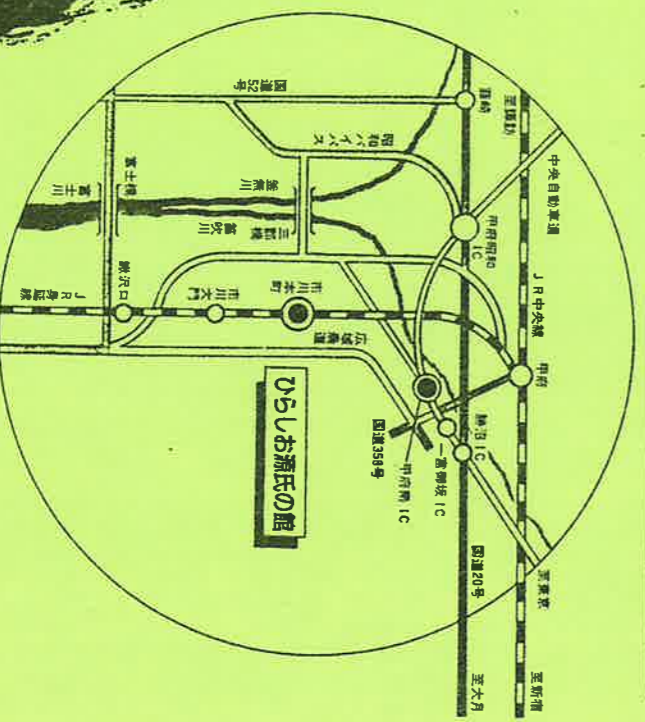 国道52号
韮崎
至諏訪
中央自動車道
昭和バイパス
富士橋
富士川
釜無川
三郡橋
笛吹川
甲府昭和IC
JR中央線
甲府
鰍沢口
市川大門
市川本町
JR身延線
広域農道
勝沼IC
一宮御坂IC
甲府南IC
国道358号
ひらしお源氏の館
国道20号
至東京
至新宿
至大月